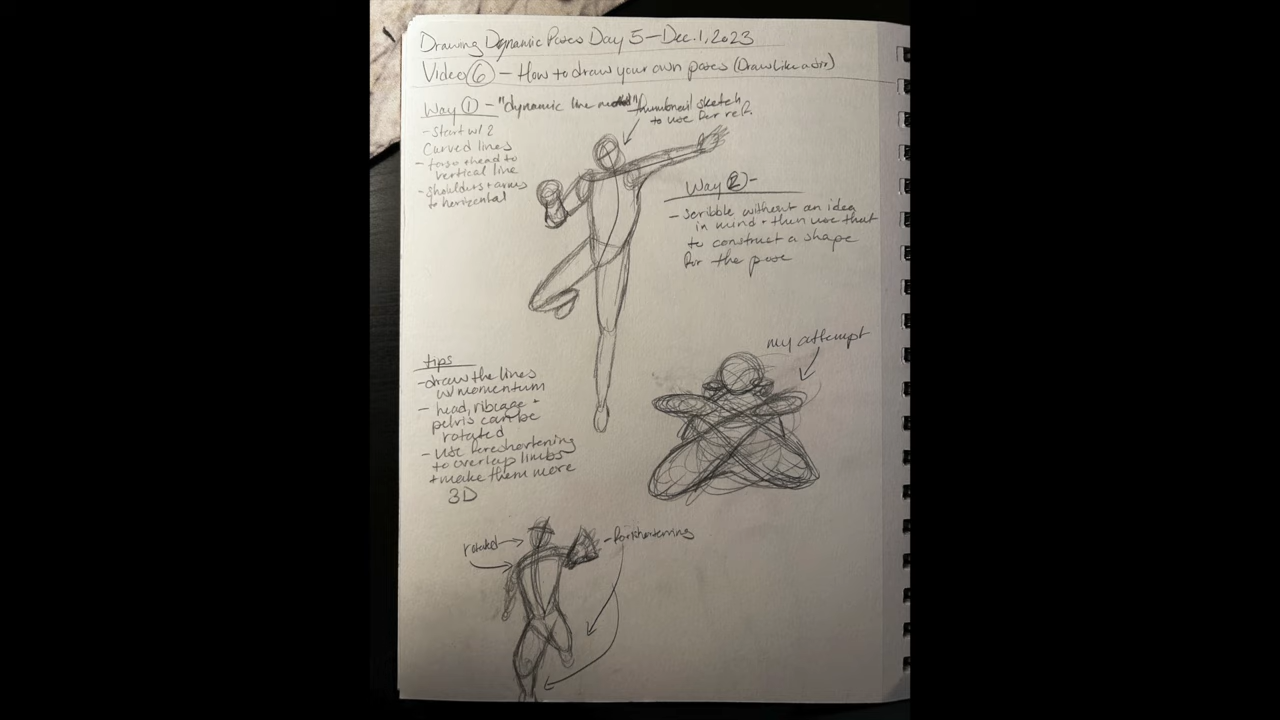 Drawing Dynamic Poses Day 5 — Dec. 1, 2023
Video 6 — How to draw your own poses (Draw Like a Sir)
Way 1 - "dynamic line
thumbnail sketch
to use for ref.
- Start w/ 2
Curved lines
- torso + head to
vertical line
- shoulders + arms
to horizontal
Way 2 -
- scribble without an idea
in mind + then use that
to construct a shape
for the pose
my attempt
tips
- draw the lines
w/ momentum
- head, ribcage +
pelvis can be
rotated
- use foreshortening
to overlap limbs
+ make them more
3D
rotated
- foreshortening